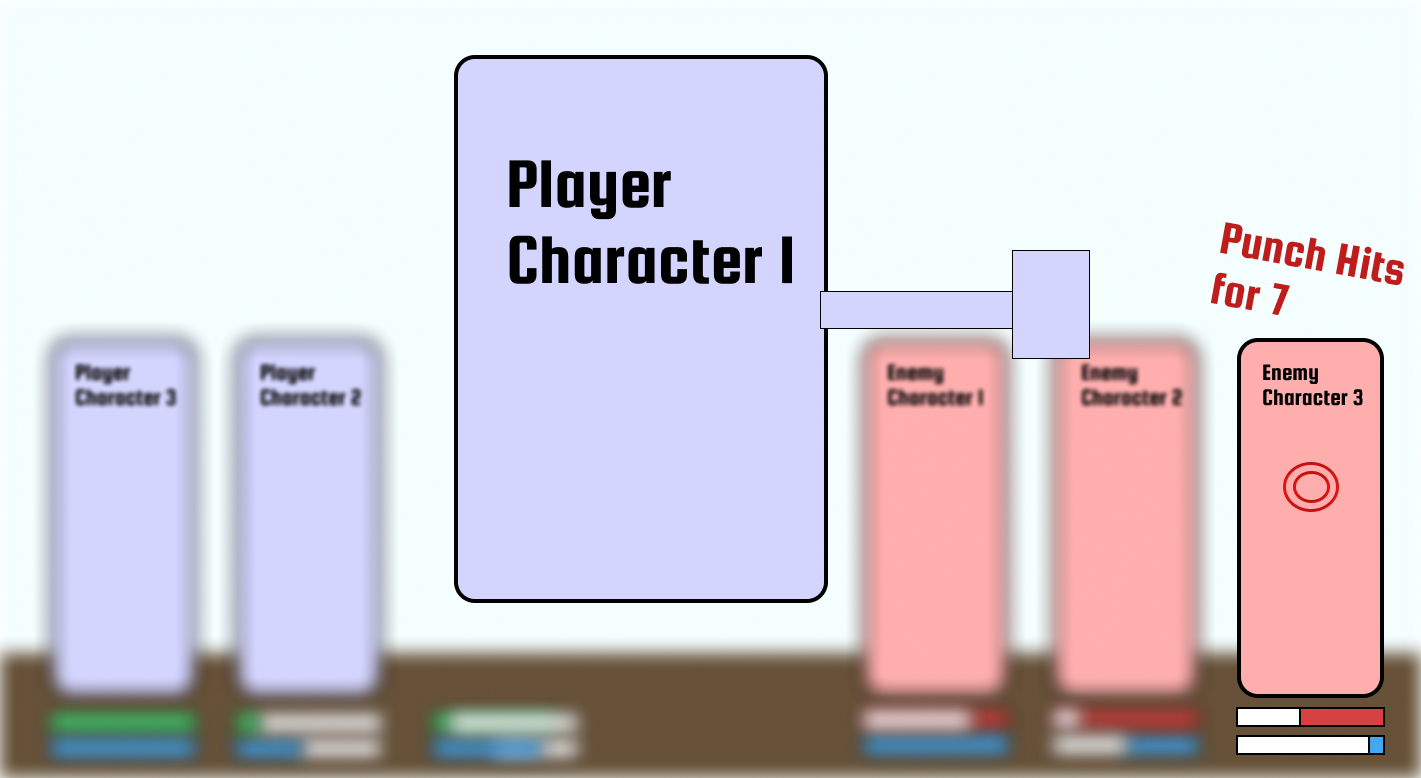 Player
Character 1
Punch Hits
for 7
Player
Character 3
Player
Character 2
Enemy
Character 1
Enemy
Character 2
Enemy
Character 3